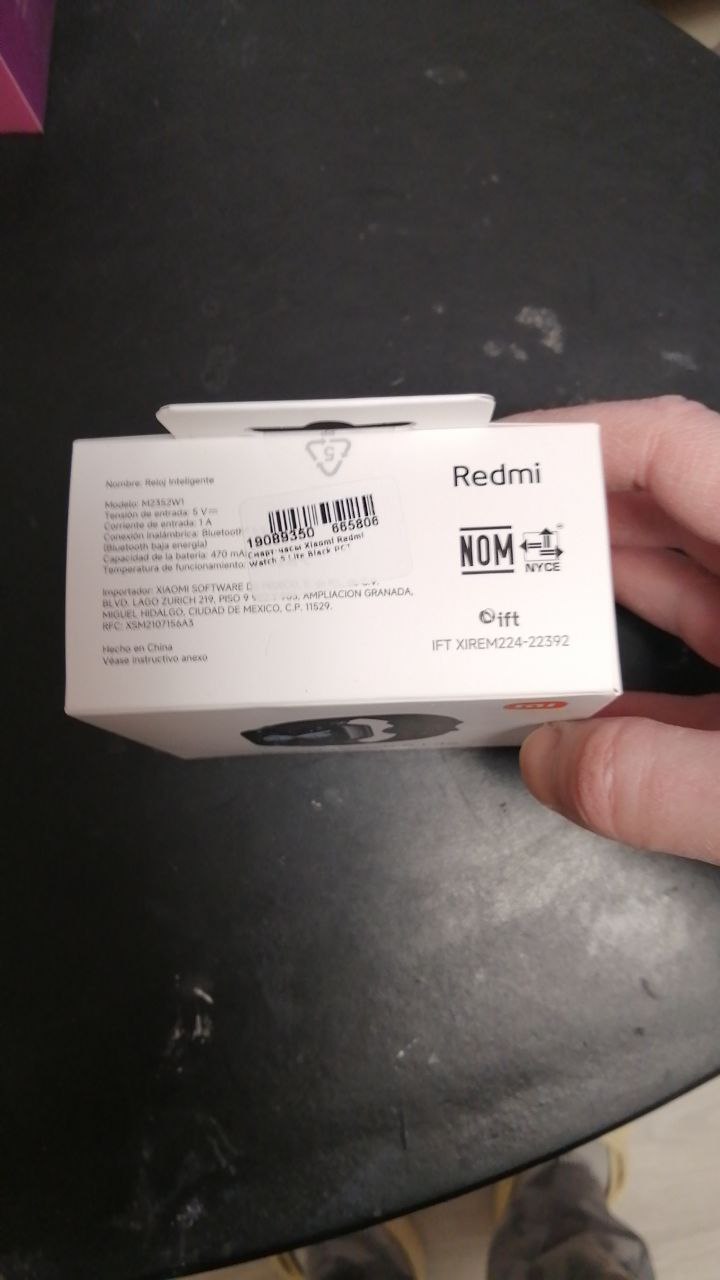 5
Nombre: Reloj Inteligente
Modelo: M2352W1
Tensión de entrada: 5 V
Corriente de entrada: 1 A
Conexión inalámbrica: Bluetooth
(Bluetooth baja energía)
Capacidad de la batería: 470 mA
Temperatura de funcionamiento:
19089350 665806
Смарт-часы Xiaomi Redmi
Watch 5 Lite Black РСТ
Importador: XIAOMI SOFTWARE D
BLVD. LAGO ZURICH 219, PISO 9 AMPLIACION GRANADA,
MIGUEL HIDALGO, CIUDAD DE MEXICO, C.P. 11529.
RFC: XSM2107156A3
Hecho en China
Véase instructivo anexo
Redmi
NOM
NYCE
ift
IFT XIREM224-22392
mi